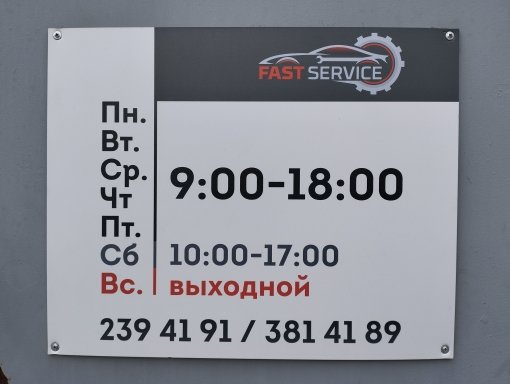 FAST SERVICE
Пн.
Вт.
Ср.
Чт
Пт.
9:00-18:00
Сб 10:00-17:00
Вс. выходной
239 41 91 / 381 41 89